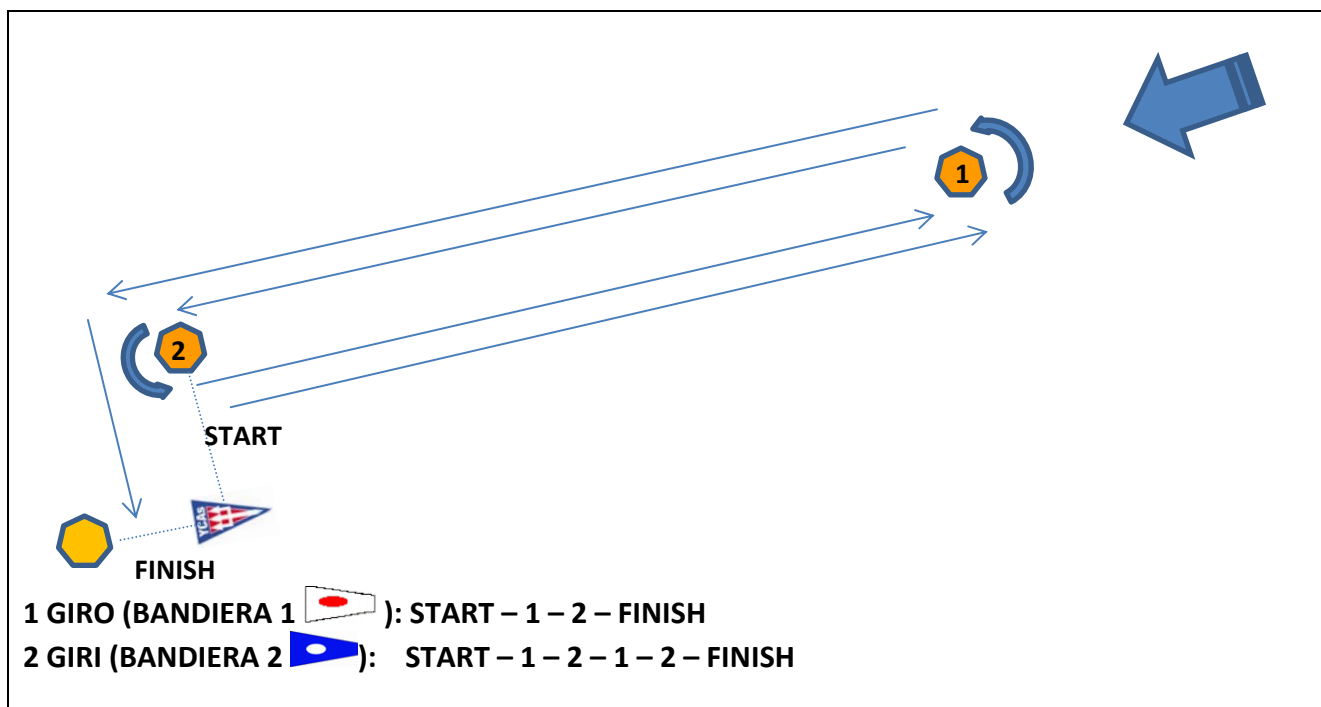 1
2
START
YCAS
FINISH
1 GIRO (BANDIERA 1 ): START – 1 – 2 – FINISH
2 GIRI (BANDIERA 2 ): START – 1 – 2 – 1 – 2 – FINISH